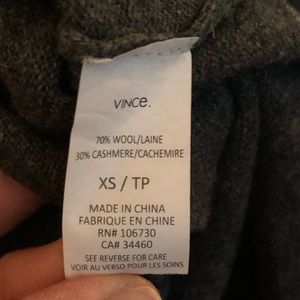 VINCE.
70% WOOL/LAINE
30% CASHMERE/CACHEMIRE
XS / TP
MADE IN CHINA
FABRIQUE EN CHINE
RN# 106730
CA# 34460
SEE REVERSE FOR CARE
VOIR AU VERSO POUR LES SOINS